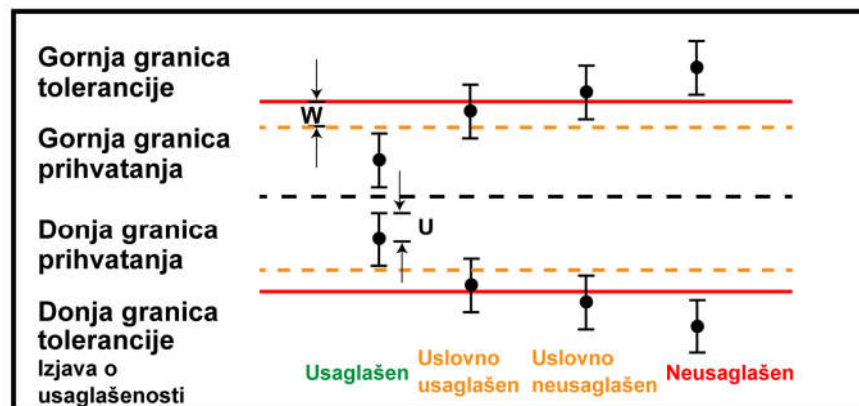 Gornja granica
tolerancije
W
Gornja granica
prihvatanja
Donja granica
prihvatanja
U
Donja granica
tolerancije
Izjava o
usaglašenosti
Usaglašen
Uslovno
usaglašen
Uslovno
neusaglašen
Neusaglašen